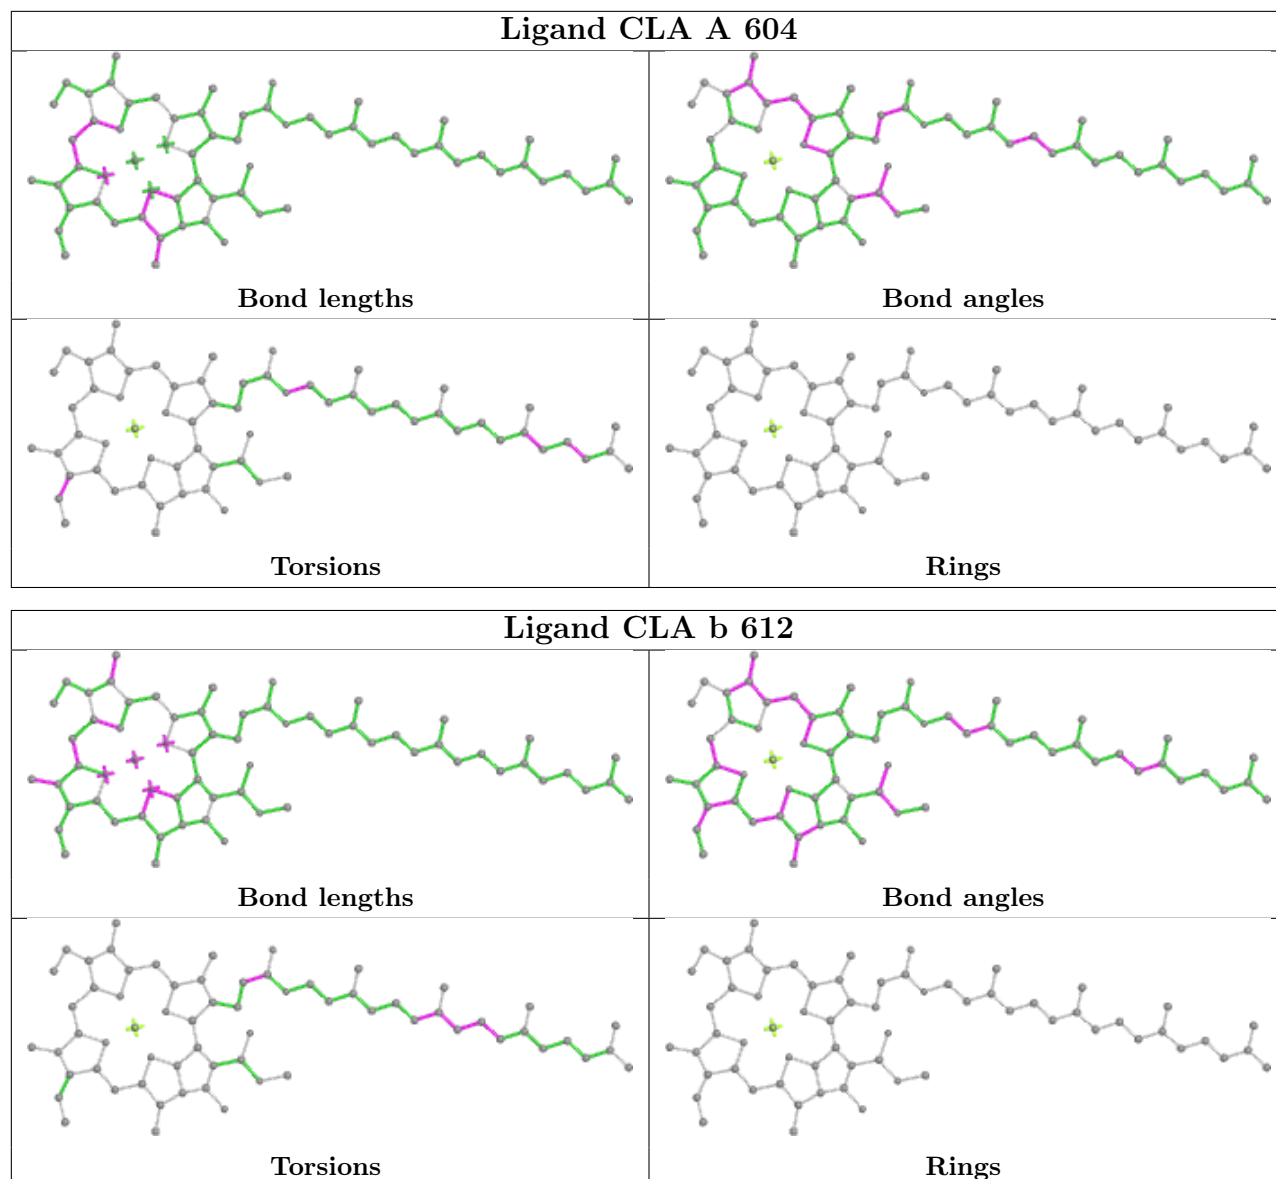 Ligand CLA A 604
Bond lengths
Bond angles
Torsions
Rings
Ligand CLA b 612
Bond lengths
Bond angles
Torsions
Rings